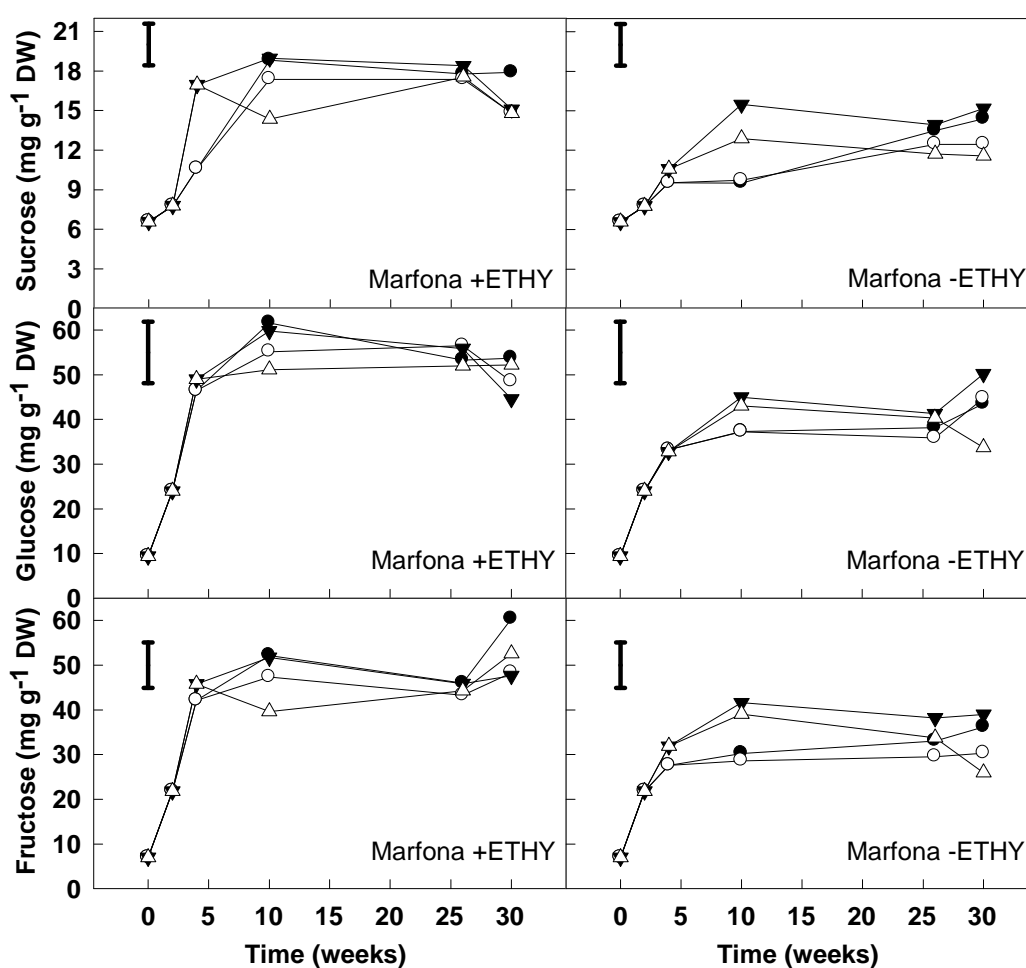 Sucrose (mg g-1 DW)
21
18
15
12
9
6
3
0
Marfona +ETHY
Marfona -ETHY
Glucose (mg g-1 DW)
60
50
40
30
20
10
0
Marfona +ETHY
Marfona -ETHY
Fructose (mg g-1 DW)
60
50
40
30
20
10
0
Marfona +ETHY
Marfona -ETHY
0 5 10 15 20 25 30
0 5 10 15 20 25 30
Time (weeks)
Time (weeks)